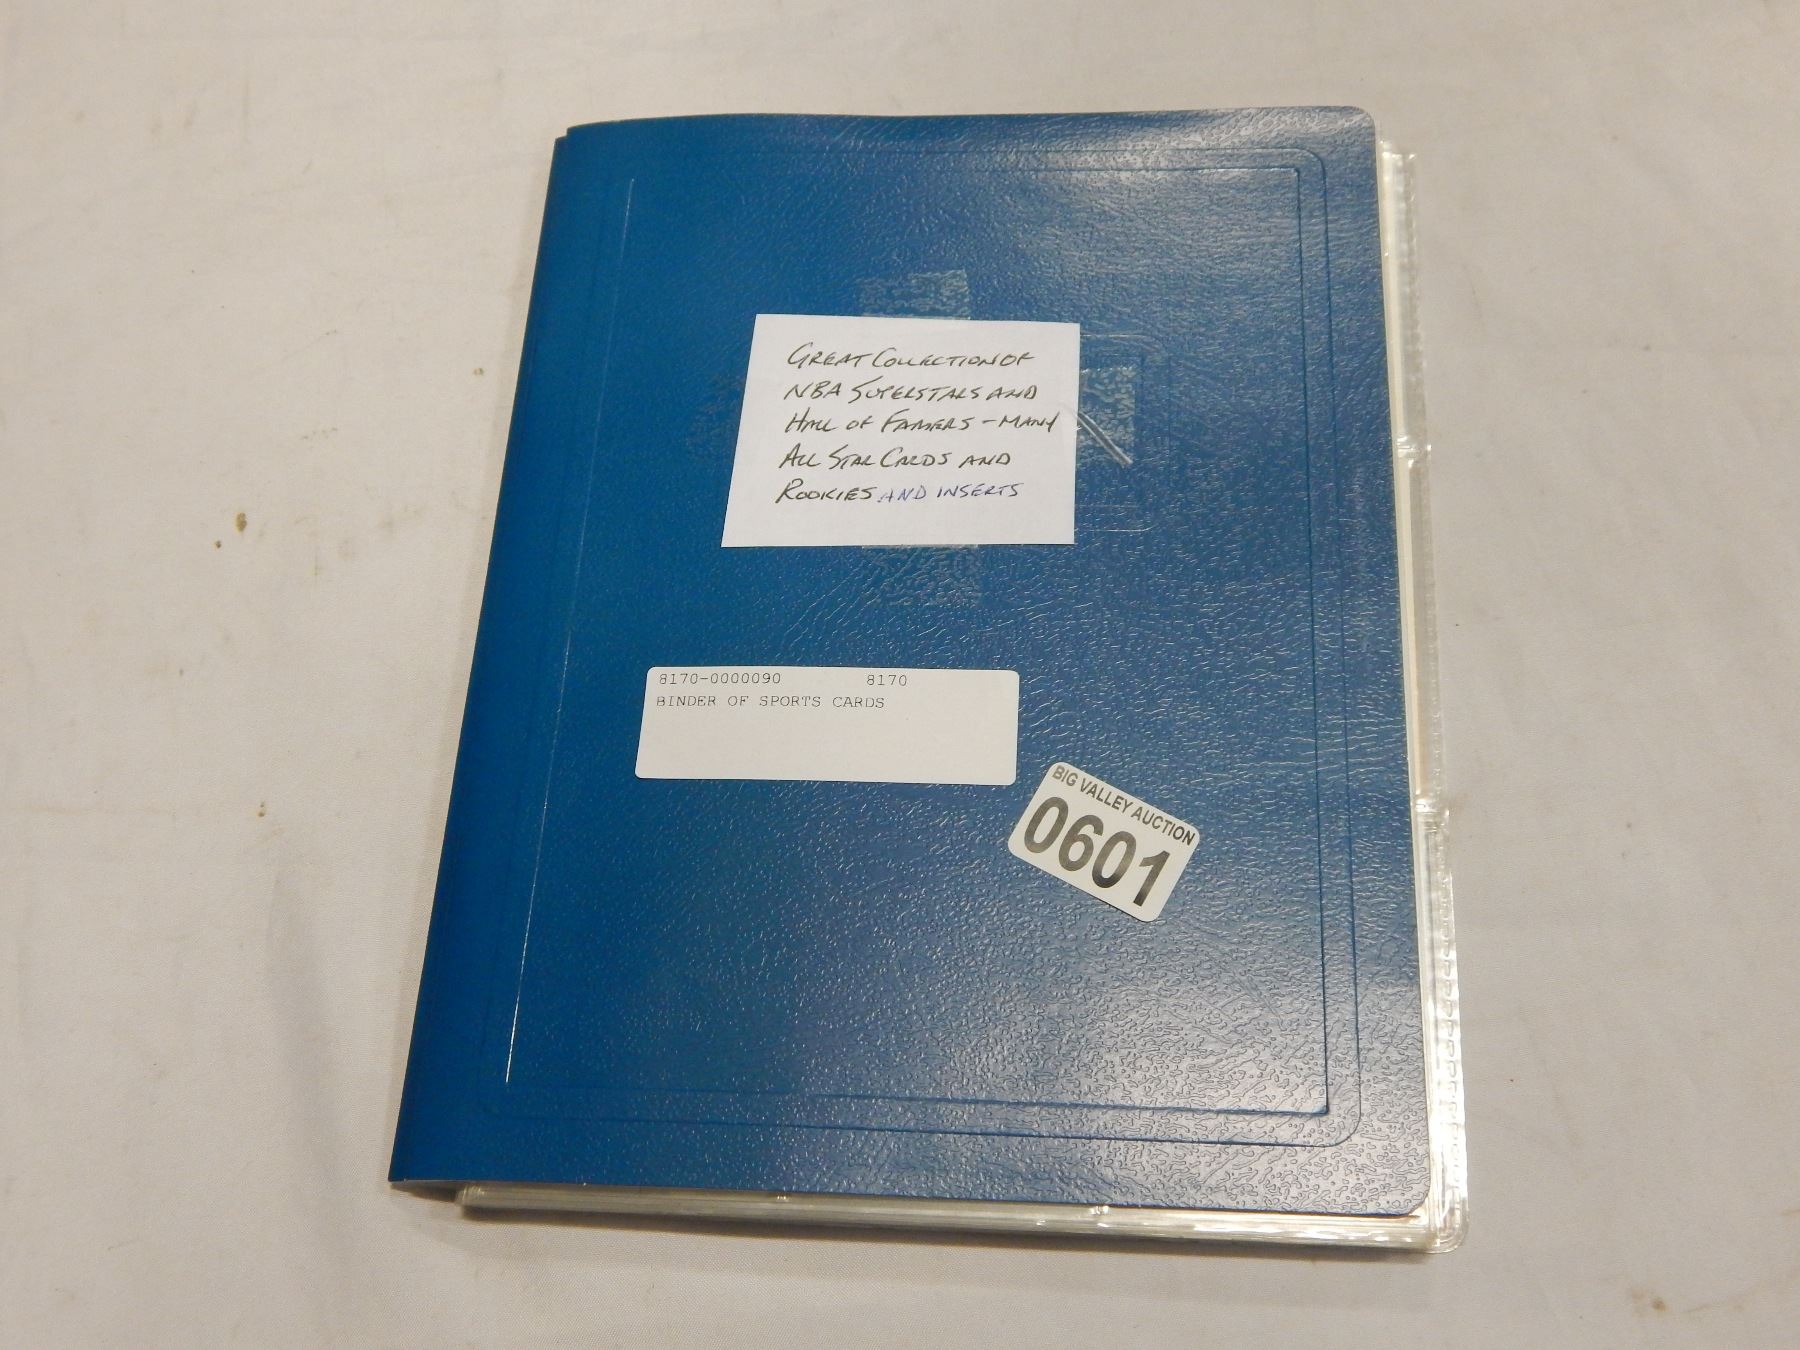 GREAT COLLECTION OF
NBA SUPERSTARS AND
HALL OF FAMERS - MANY
ALL STAR CARDS AND
ROOKIES AND INSERTS
8170-0000090 8170
BINDER OF SPORTS CARDS
BIG VALLEY AUCTION
0601